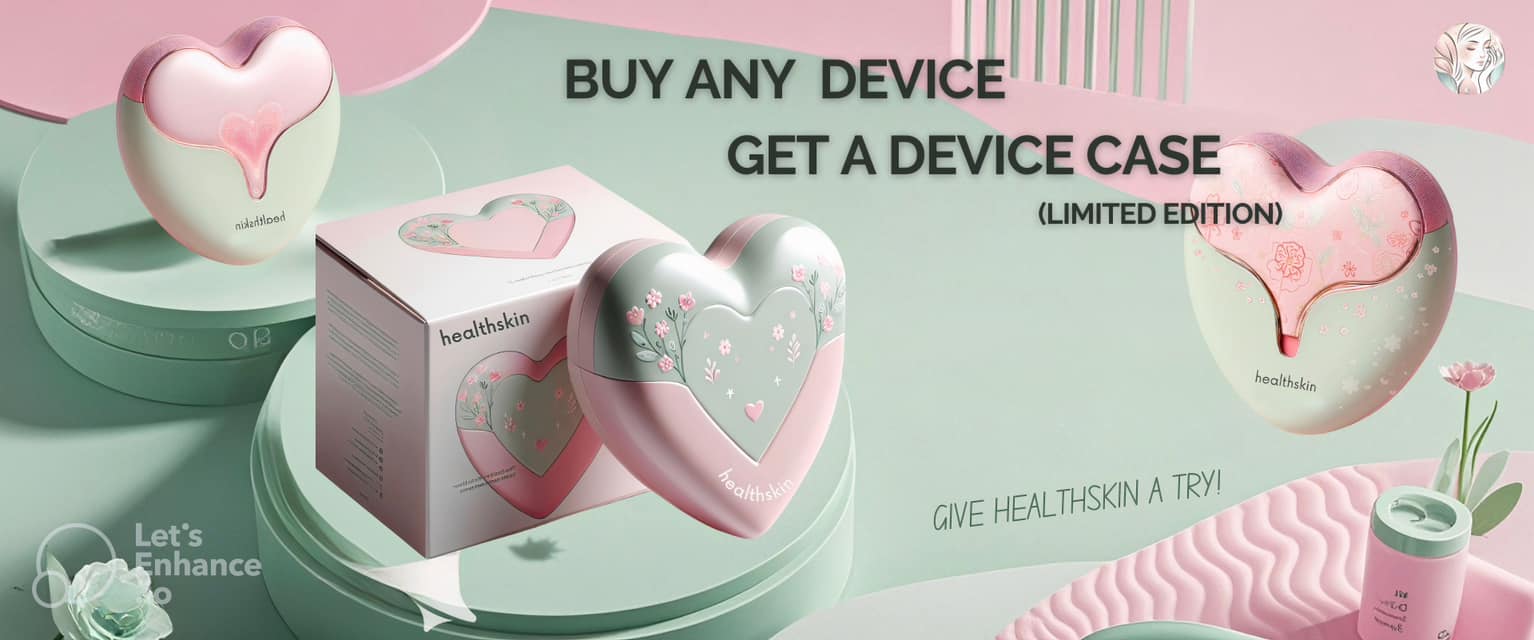 BUY ANY DEVICE
GET A DEVICE CASE
(LIMITED EDITION)
healthskin
healthskin
healthskin
healthskin
GIVE HEALTHSKIN A TRY!
Let's
Enhance